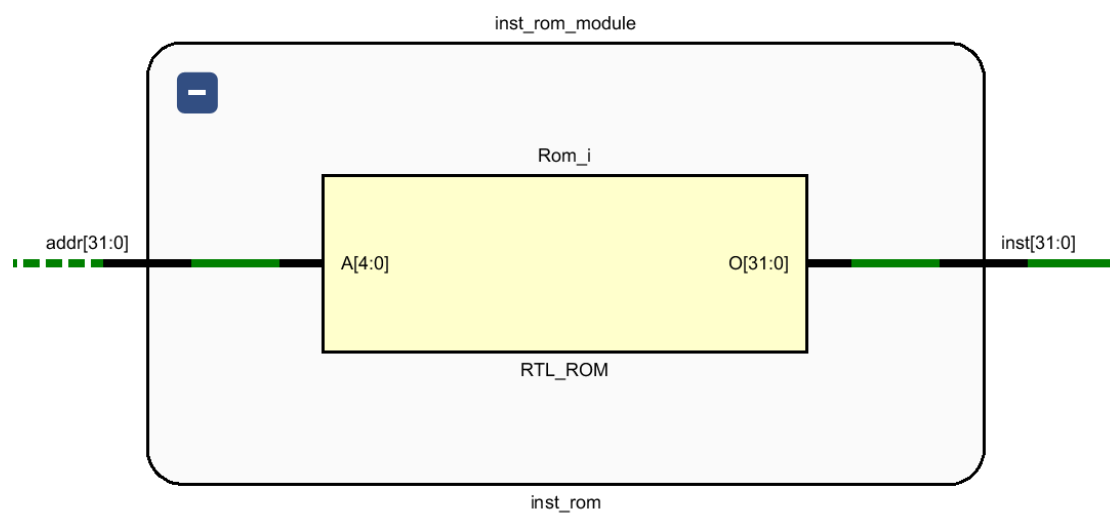 inst_rom_module
Rom_i
addr[31:0]
inst[31:0]
A[4:0]
O[31:0]
RTL_ROM
inst_rom